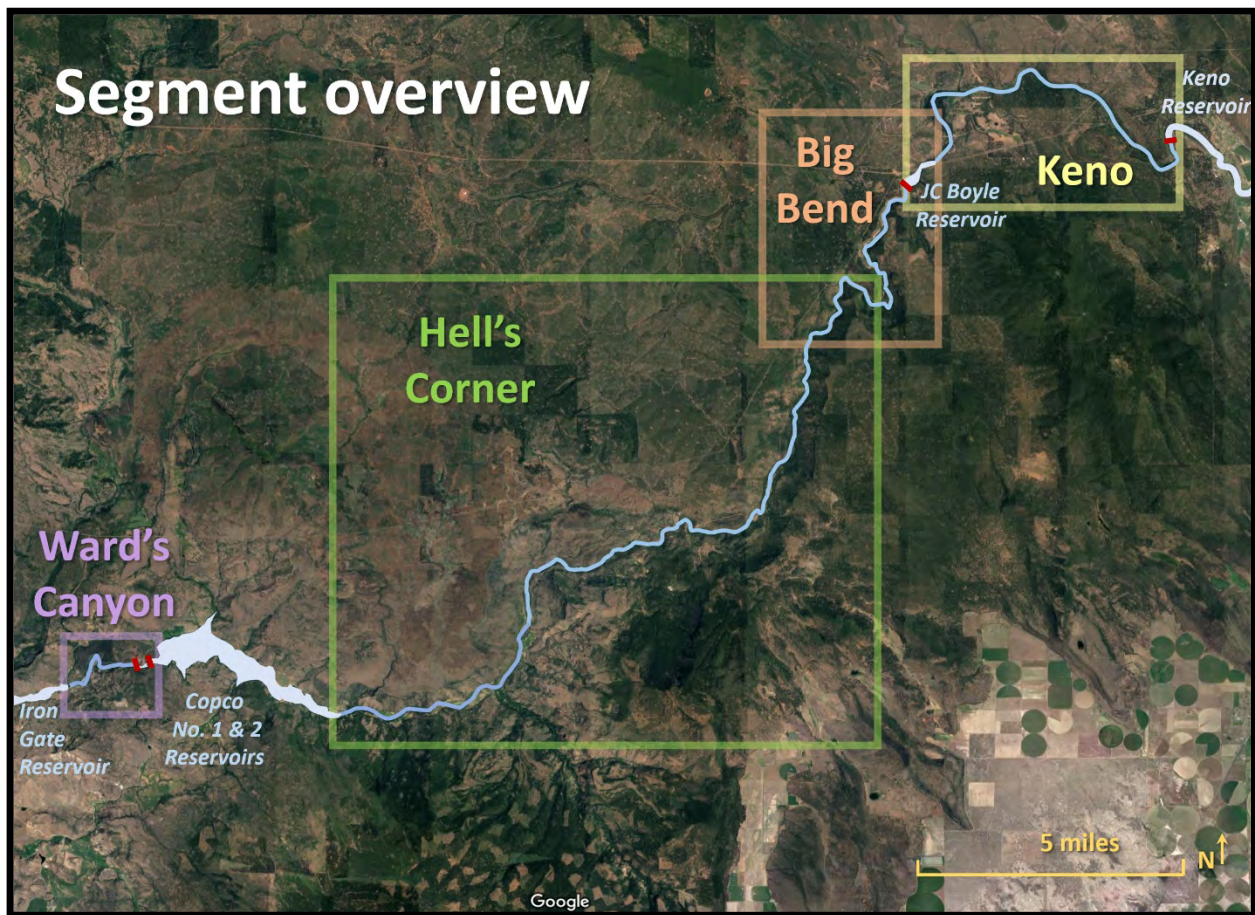 Segment overview
Keno
Reservoir
Big
Bend
Keno
JC Boyle
Reservoir
Hell’s
Corner
Ward’s
Canyon
Iron
Gate
Reservoir
Copco
No. 1 & 2
Reservoirs
5 miles
N
Google